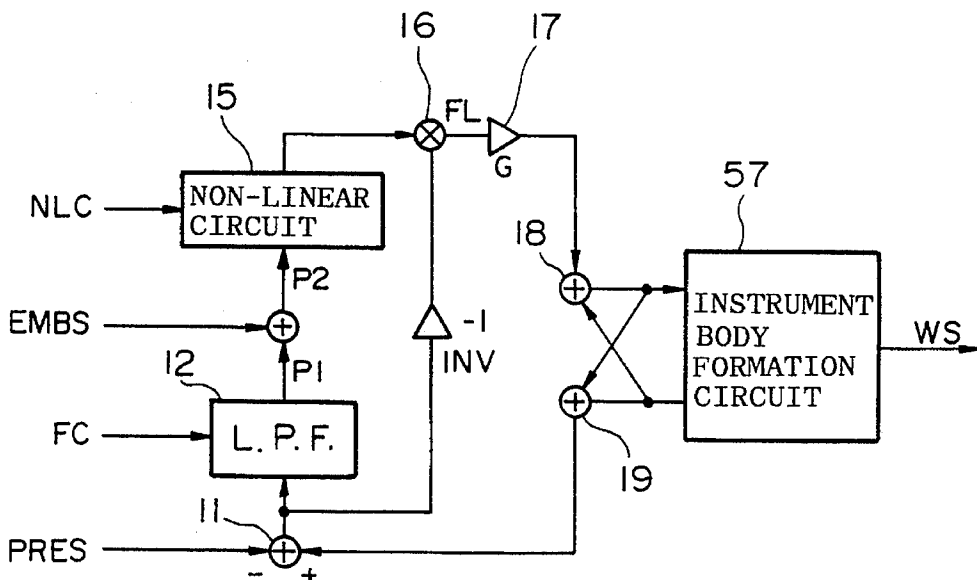 16
17
15
FL
G
NLC
NON-LINEAR
CIRCUIT
57
18
P2
EMBS
-1
INV
INSTRUMENT
BODY
FORMATION
CIRCUIT
WS
P1
12
FC
L. P. F.
19
11
PRES
- +